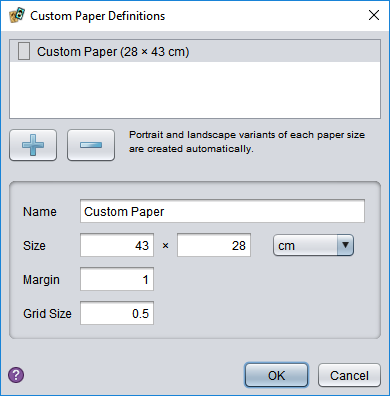 Custom Paper Definitions
Custom Paper (28 × 43 cm)
Portrait and landscape variants of each paper size
are created automatically.
Name Custom Paper
Size 43 × 28 cm
Margin 1
Grid Size 0.5
? OK Cancel